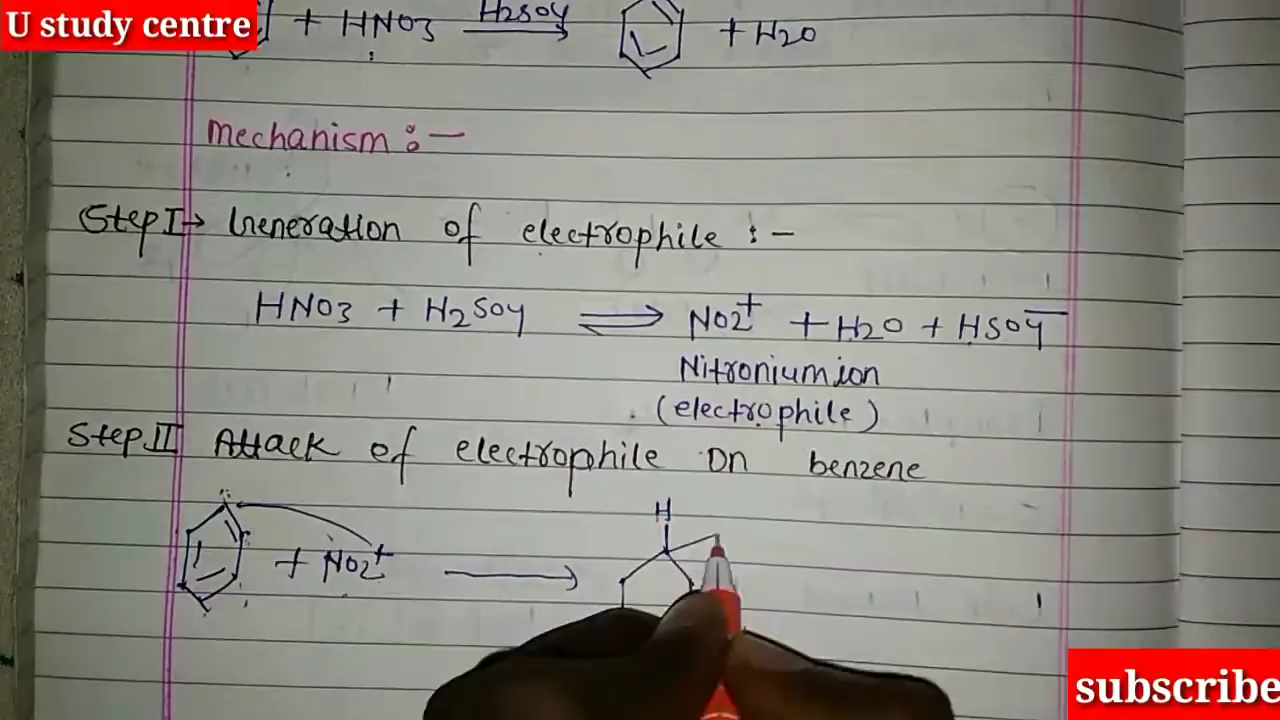 U study centre
+ HNO3 H2SO4 + H2O
Mechanism :-
Step I → Generation of electrophile :-
HNO3 + H2SO4 ⇌ NO2+ + H2O + HSO4-
Nitronium ion
(electrophile)
Step II Attack of electrophile on benzene
+ NO2+ → H
subscribe